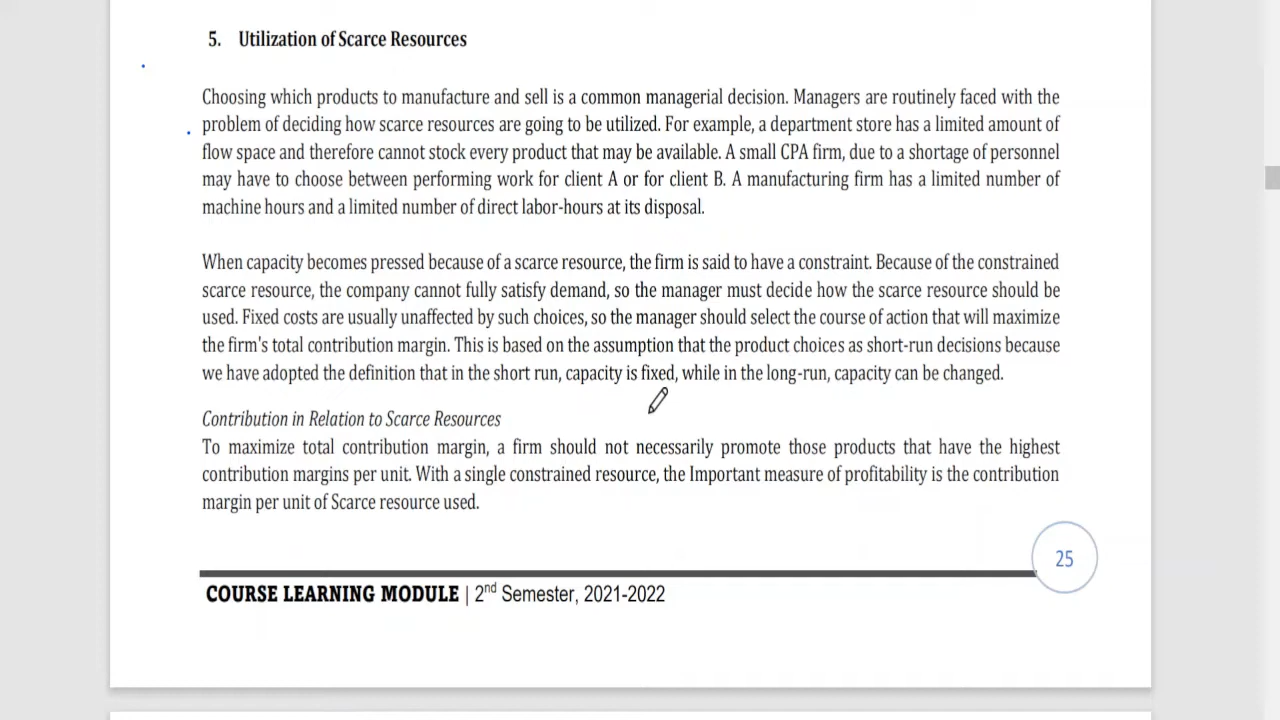 5. Utilization of Scarce Resources
Choosing which products to manufacture and sell is a common managerial decision. Managers are routinely faced with the
problem of deciding how scarce resources are going to be utilized. For example, a department store has a limited amount of
flow space and therefore cannot stock every product that may be available. A small CPA firm, due to a shortage of personnel
may have to choose between performing work for client A or for client B. A manufacturing firm has a limited number of
machine hours and a limited number of direct labor-hours at its disposal.
When capacity becomes pressed because of a scarce resource, the firm is said to have a constraint. Because of the constrained
scarce resource, the company cannot fully satisfy demand, so the manager must decide how the scarce resource should be
used. Fixed costs are usually unaffected by such choices, so the manager should select the course of action that will maximize
the firm's total contribution margin. This is based on the assumption that the product choices as short-run decisions because
we have adopted the definition that in the short run, capacity is fixed, while in the long-run, capacity can be changed.
Contribution in Relation to Scarce Resources
To maximize total contribution margin, a firm should not necessarily promote those products that have the highest
contribution margins per unit. With a single constrained resource, the Important measure of profitability is the contribution
margin per unit of Scarce resource used.
25
COURSE LEARNING MODULE | 2nd Semester, 2021-2022